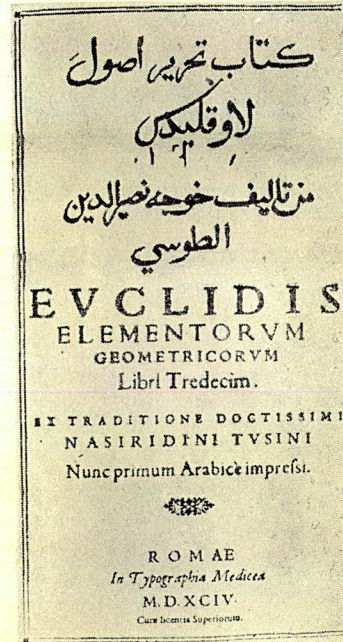 كتاب تحرير اصول
لاوقليدس
من تاليف خوجه نصير الدين
الطوسي
EVCLIDIS
ELEMENTORVM
GEOMETRICORVM
Libri Tredecim.
EX TRADITIONE DOCTISSIMI
NASIRIDINI TVSINI
Nunc primum Arabicè impressi.
ROMAE
In Typographia Medicea
M.D.XCIV.
Cum licentia Superiorum.